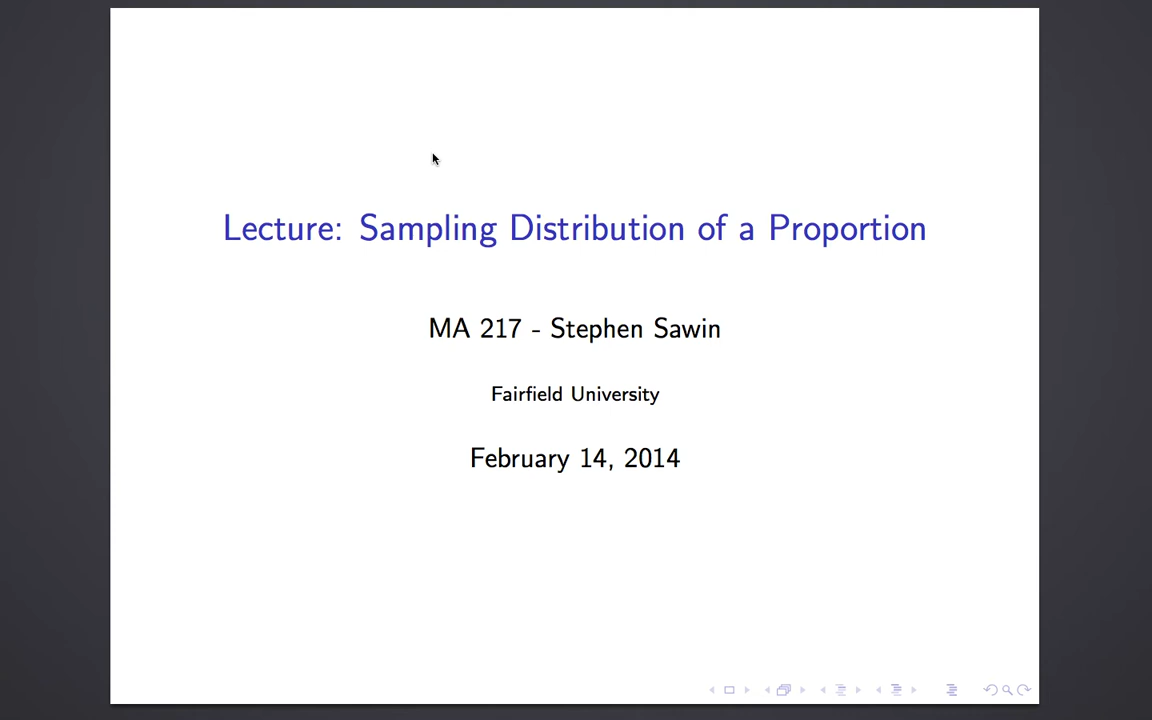 Lecture: Sampling Distribution of a Proportion
MA 217 - Stephen Sawin
Fairfield University
February 14, 2014